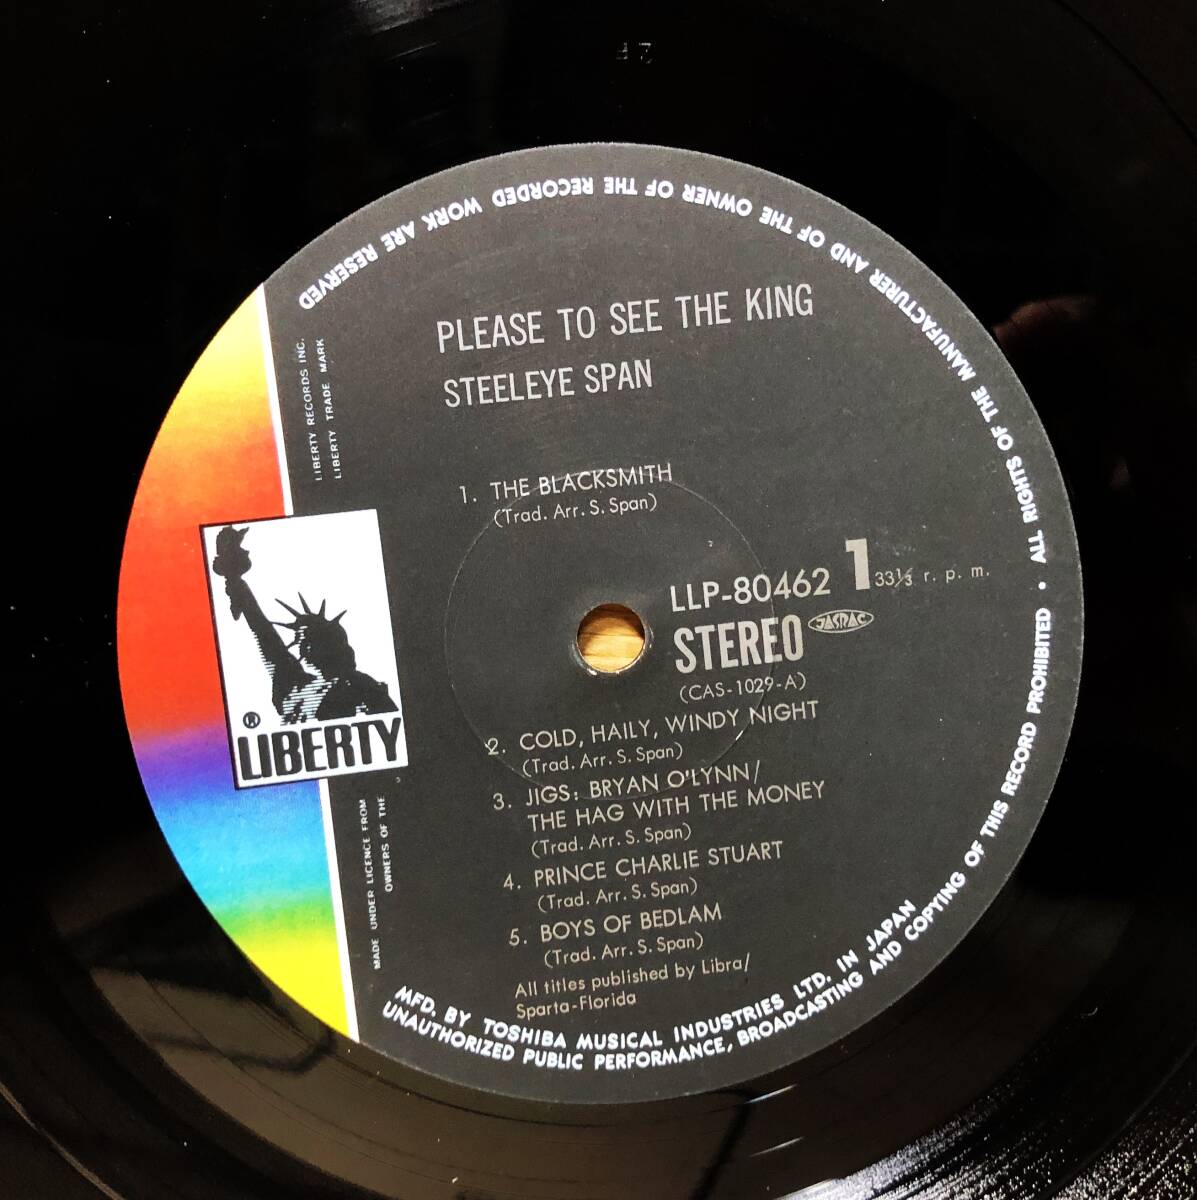 PLEASE TO SEE THE KING
STEELEYE SPAN
1. THE BLACKSMITH
(Trad. Arr. S. Span)
LLP-80462 1 33⅓ r. p. m.
STEREO JASRAC
(CAS-1029-A)
2. COLD, HAILY, WINDY NIGHT
(Trad. Arr. S. Span)
3. JIGS: BRYAN O'LYNN/
THE HAG WITH THE MONEY
(Trad. Arr. S. Span)
4. PRINCE CHARLIE STUART
(Trad. Arr. S. Span)
5. BOYS OF BEDLAM
(Trad. Arr. S. Span)
All titles published by Libra/
Sparta-Florida
LIBERTY RECORDS INC.
LIBERTY TRADE MARK
®
LIBERTY
MADE UNDER LICENCE FROM
OWNERS OF THE
MFD. BY TOSHIBA MUSICAL INDUSTRIES LTD. IN JAPAN
UNAUTHORIZED PUBLIC PERFORMANCE, BROADCASTING AND COPYING OF THIS RECORD PROHIBITED • ALL RIGHTS OF THE MANUFACTURER AND OF THE OWNER OF THE RECORDED WORK ARE RESERVED